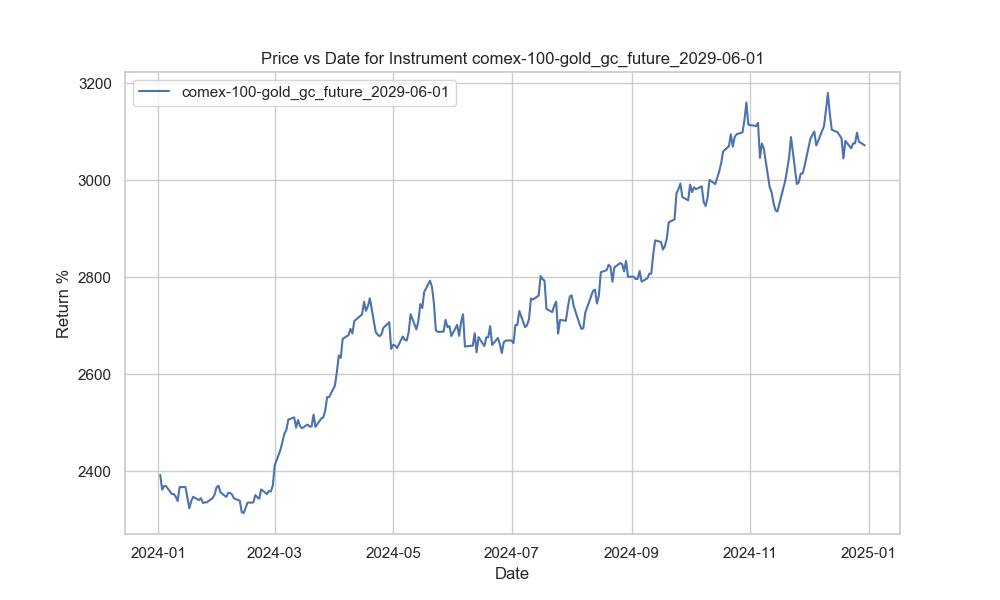 Price vs Date for Instrument comex-100-gold_gc_future_2029-06-01
comex-100-gold_gc_future_2029-06-01
Return %
3200
3000
2800
2600
2400
2024-01 2024-03 2024-05 2024-07 2024-09 2024-11 2025-01
Date